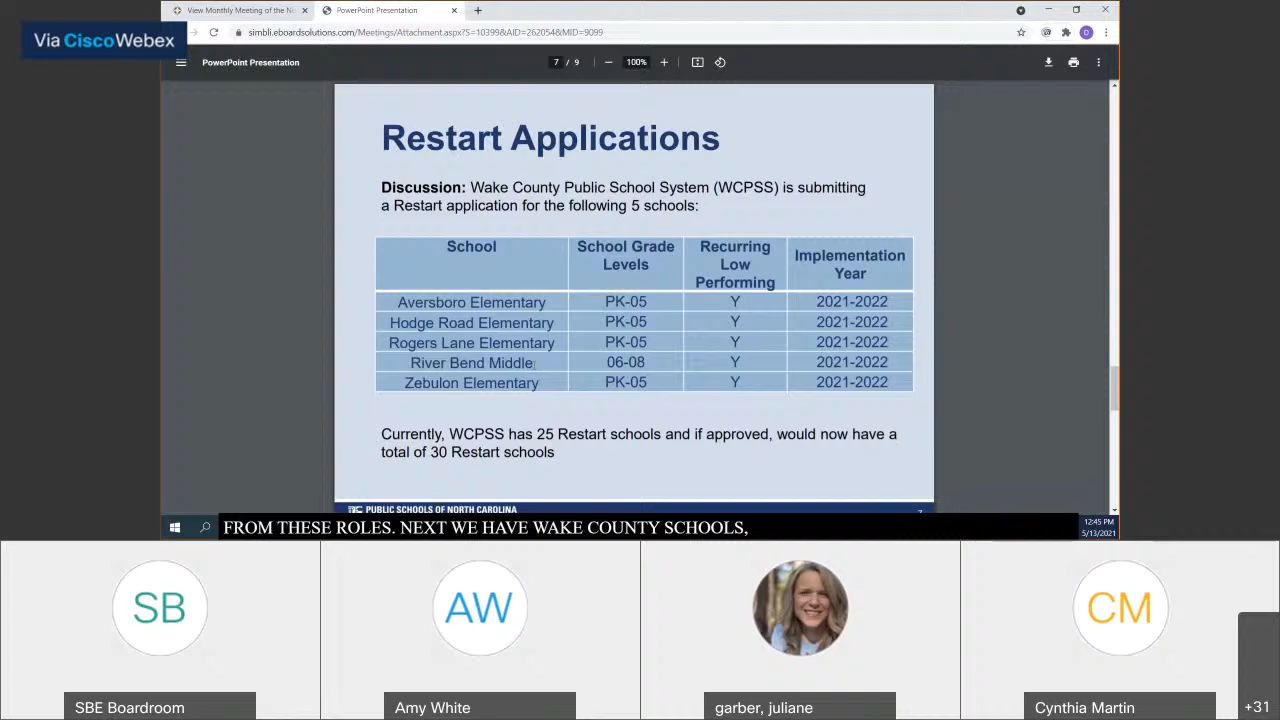 Via Cisco Webex
View Monthly Meeting of the N
PowerPoint Presentation
simbli.eboardsolutions.com/Meetings/Attachment.aspx?S=10399&AID=262054&MID=9099
D
PowerPoint Presentation
7 / 9
100%
Restart Applications
Discussion: Wake County Public School System (WCPSS) is submitting
a Restart application for the following 5 schools:
School School Grade Levels Recurring Low Performing Implementation Year
Aversboro Elementary PK-05 Y 2021-2022
Hodge Road Elementary PK-05 Y 2021-2022
Rogers Lane Elementary PK-05 Y 2021-2022
River Bend Middle 06-08 Y 2021-2022
Zebulon Elementary PK-05 Y 2021-2022
Currently, WCPSS has 25 Restart schools and if approved, would now have a
total of 30 Restart schools
PUBLIC SCHOOLS OF NORTH CAROLINA
FROM THESE ROLES. NEXT WE HAVE WAKE COUNTY SCHOOLS,
12:45 PM
5/13/2021
SB
AW
CM
SBE Boardroom
Amy White
garber, juliane
Cynthia Martin
+31